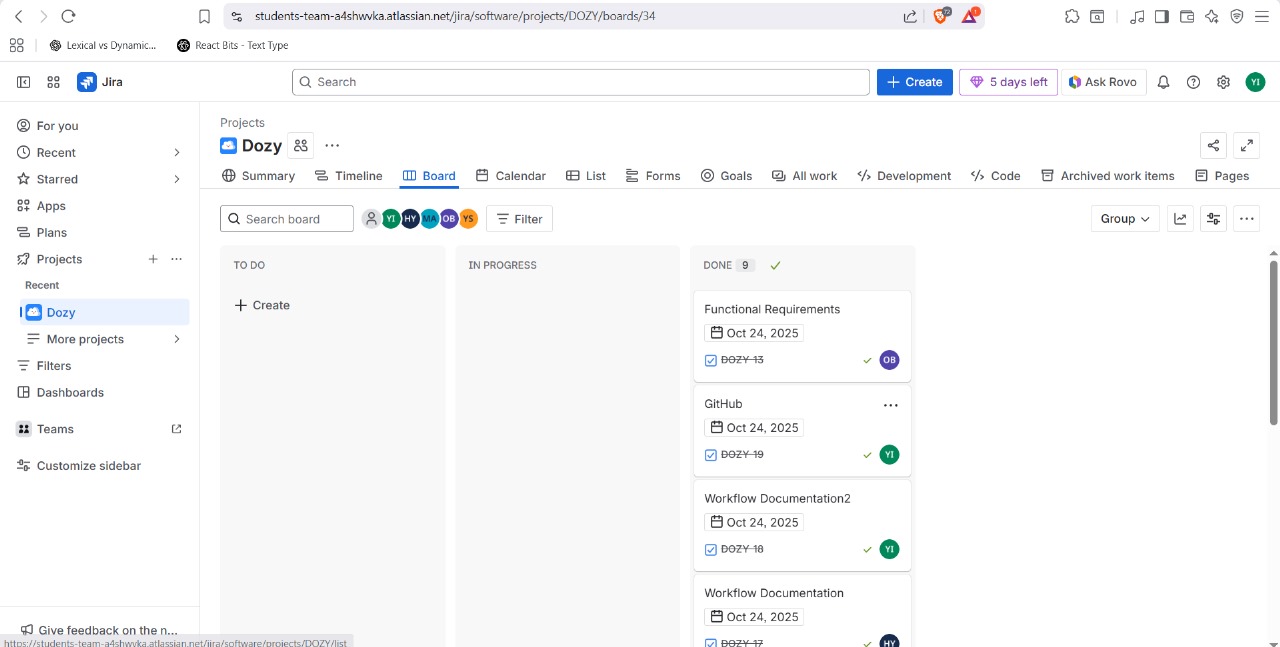 students-team-a4shwvka.atlassian.net/jira/software/projects/DOZY/boards/34
72
1
Lexical vs Dynamic...
React Bits - Text Type
Jira
Search
Create
5 days left
Ask Rovo
YI
For you
Recent
Starred
Apps
Plans
Projects
Recent
Dozy
More projects
Filters
Dashboards
Teams
Customize sidebar
Give feedback on the n...
https://students-team-a4shwvka.atlassian.net/jira/software/projects/DOZY/list
Projects
Dozy
Summary
Timeline
Board
Calendar
List
Forms
Goals
All work
Development
Code
Archived work items
Pages
Search board
YI
HY
MA
OB
YS
Filter
Group
TO DO
Create
IN PROGRESS
DONE 9
Functional Requirements
Oct 24, 2025
DOZY-13
OB
GitHub
Oct 24, 2025
DOZY-19
YI
Workflow Documentation2
Oct 24, 2025
DOZY-18
YI
Workflow Documentation
Oct 24, 2025
DOZY-17
HY